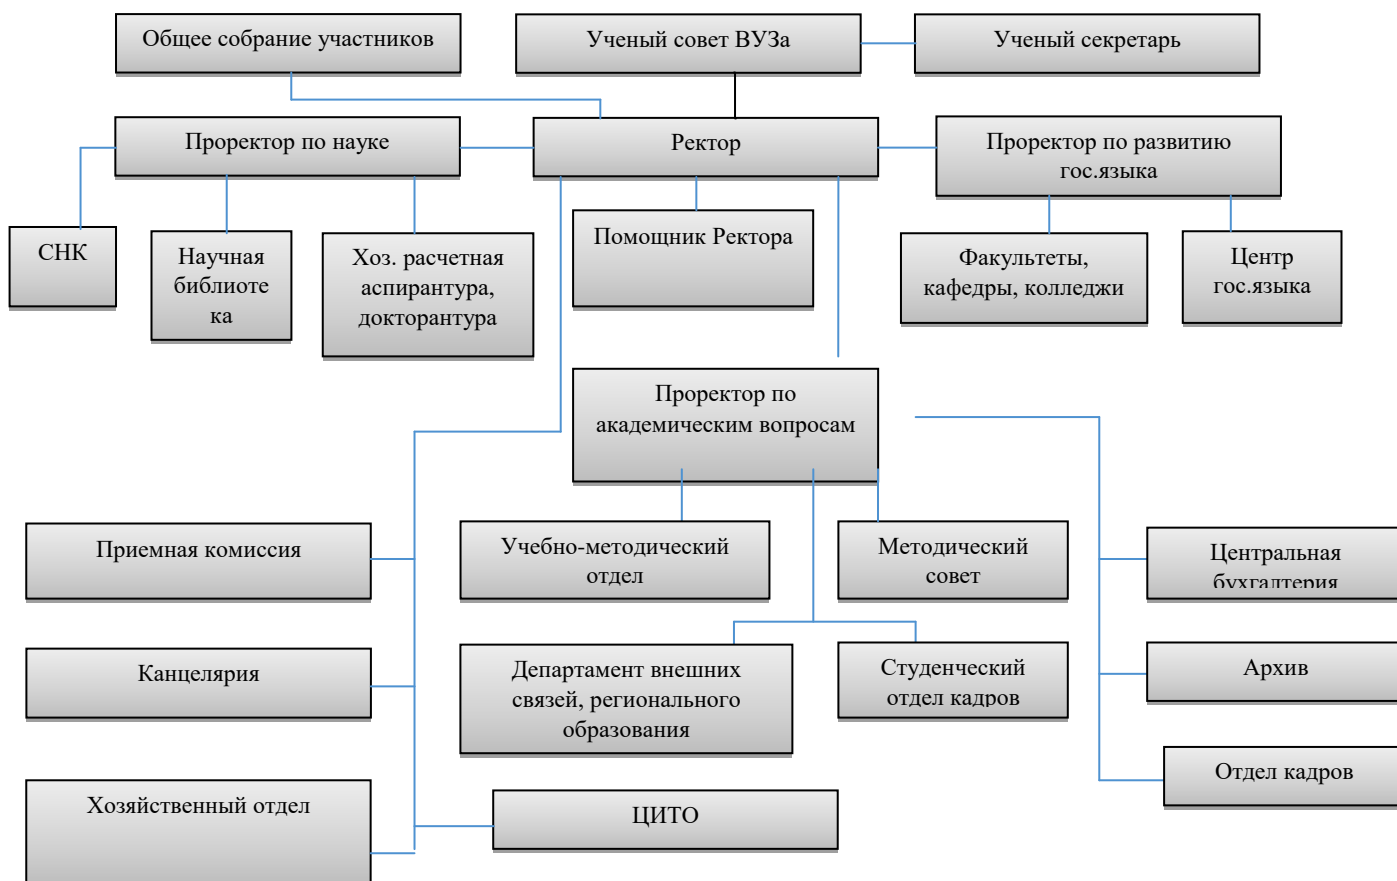 Общее собрание участников
Ученый совет ВУЗа
Ученый секретарь
Проректор по науке
Ректор
Проректор по развитию
гос.языка
СНК
Научная
библиоте
ка
Хоз. расчетная
аспирантура,
докторантура
Помощник Ректора
Факультеты,
кафедры, колледжи
Центр
гос.языка
Проректор по
академическим вопросам
Приемная комиссия
Учебно-методический
отдел
Методический
совет
Центральная
бухгалтерия
Канцелярия
Департамент внешних
связей, регионального
образования
Студенческий
отдел кадров
Архив
Хозяйственный отдел
ЦИТО
Отдел кадров